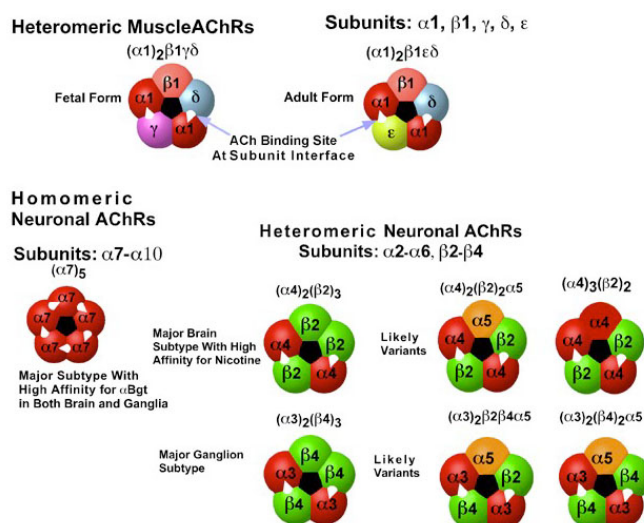 Heteromeric MuscleAChRs
Subunits: α1, β1, γ, δ, ε
(α1)₂β1γδ
(α1)₂β1εδ
Fetal Form
β1
α1
δ
γ
α1
Adult Form
β1
α1
δ
ε
α1
ACh Binding Site
At Subunit Interface
Homomeric
Neuronal AChRs
Subunits: α7-α10
(α7)₅
α7
α7
α7
α7
α7
Major Subtype With
High Affinity for αBgt
in Both Brain and Ganglia
Heteromeric Neuronal AChRs
Subunits: α2-α6, β2-β4
(α4)₂(β2)₃
(α4)₂(β2)₂α5
(α4)₃(β2)₂
Major Brain
Subtype With High
Affinity for Nicotine
β2
α4
β2
β2
α4
Likely
Variants
α5
α4
β2
β2
α4
α4
α4
β2
β2
α4
(α3)₂(β4)₃
(α3)₂β2β4α5
(α3)₂(β4)₂α5
Major Ganglion
Subtype
β4
α3
β4
β4
α3
Likely
Variants
α5
α3
β2
β4
α3
α5
α3
β4
β4
α3